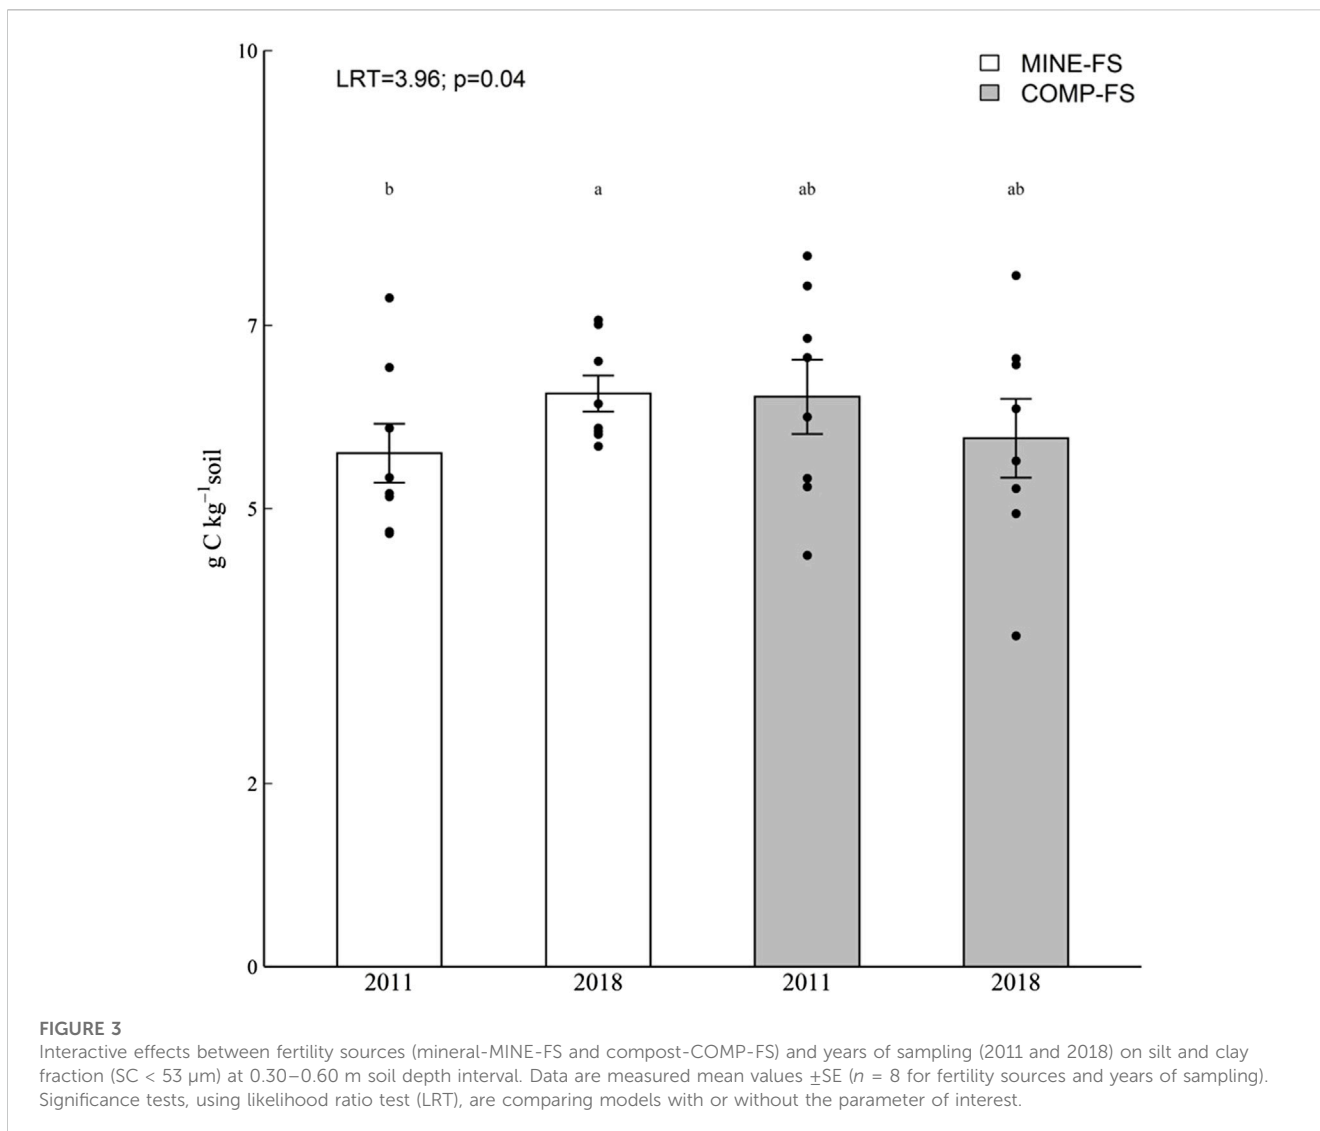 10
LRT=3.96; p=0.04
MINE-FS
COMP-FS
b
a
ab
ab
7
5
g C kg⁻¹soil
2
0
2011
2018
2011
2018
FIGURE 3
Interactive effects between fertility sources (mineral-MINE-FS and compost-COMP-FS) and years of sampling (2011 and 2018) on silt and clay
fraction (SC < 53 μm) at 0.30–0.60 m soil depth interval. Data are measured mean values ±SE (n = 8 for fertility sources and years of sampling).
Significance tests, using likelihood ratio test (LRT), are comparing models with or without the parameter of interest.